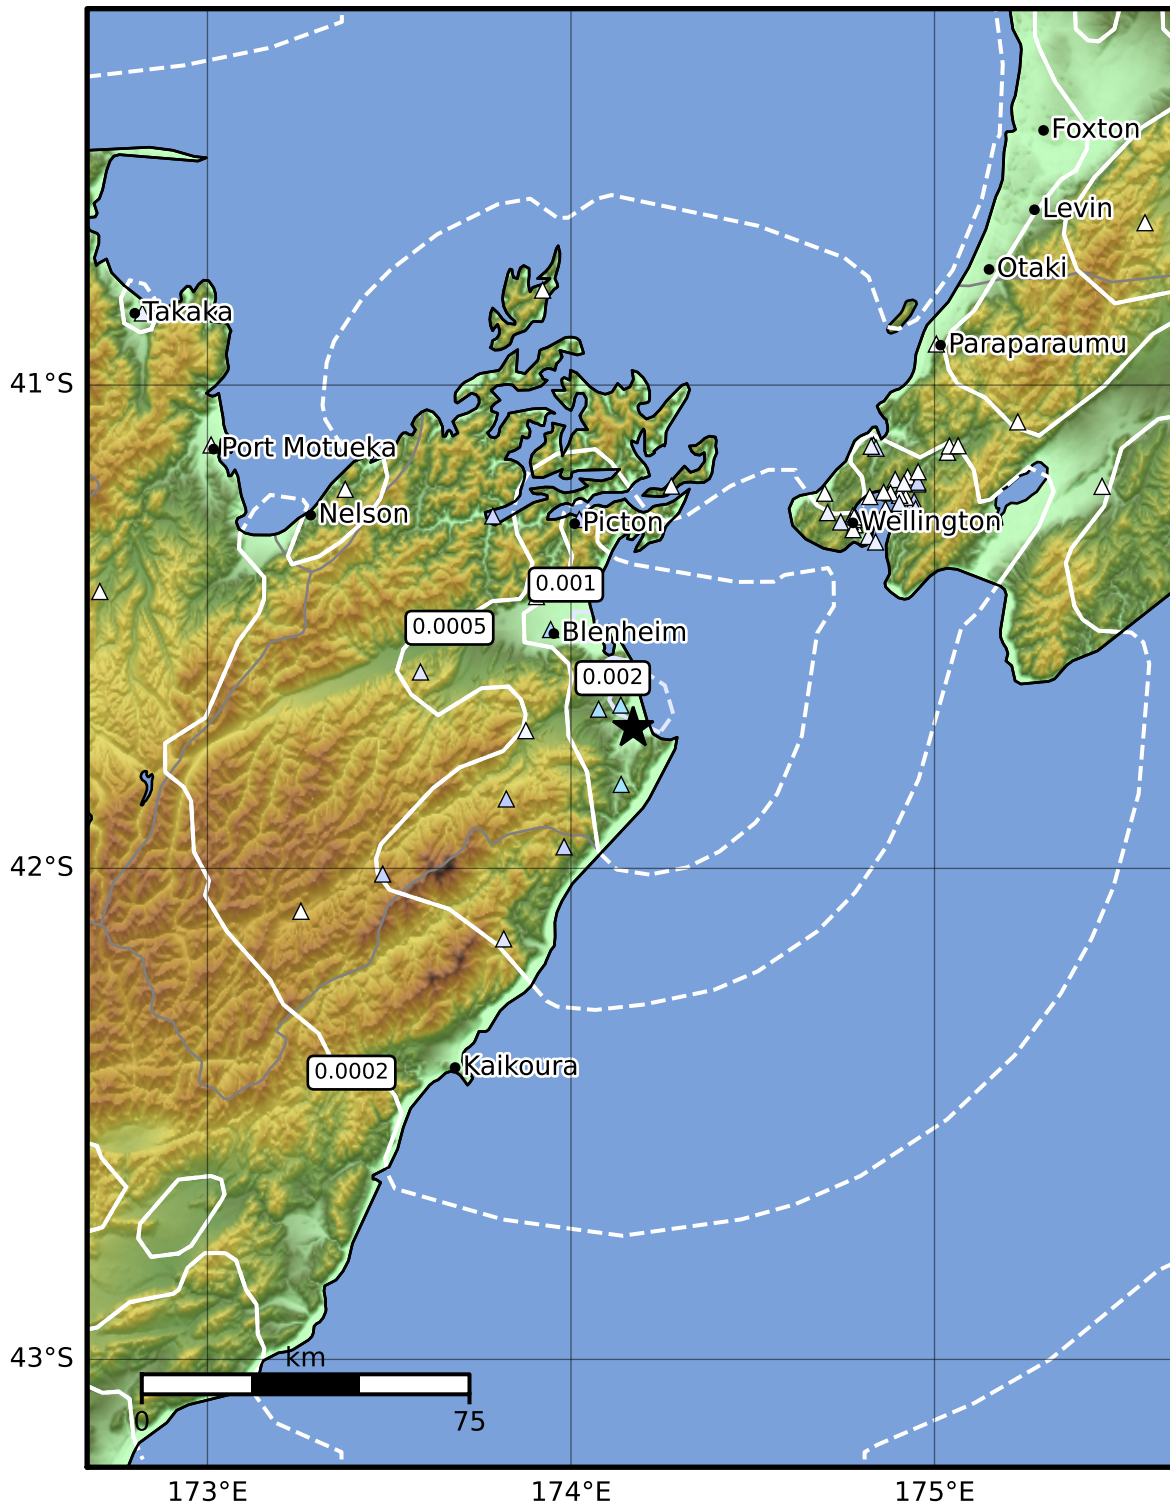 Foxton
Levin
Otaki
Takaka
Paraparaumu
41°S
Port Motueka
Nelson
Picton
Wellington
0.001
0.0005
Blenheim
0.002
42°S
Kaikoura
0.0002
43°S
km
0
75
173°E
174°E
175°E